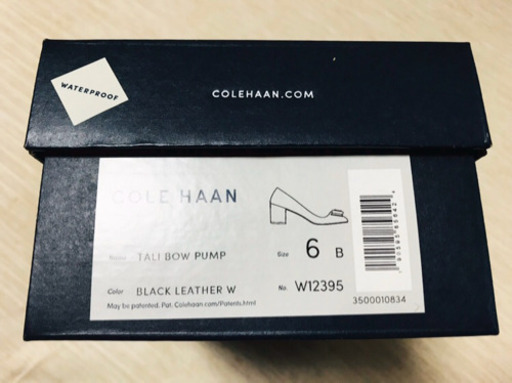 WATERPROOF
COLEHAAN.COM
COLE HAAN
Name TALI BOW PUMP
Size 6 B
Color BLACK LEATHER W
No. W12395
May be patented. Pat. Colehaan.com/Patents.html
3500010834